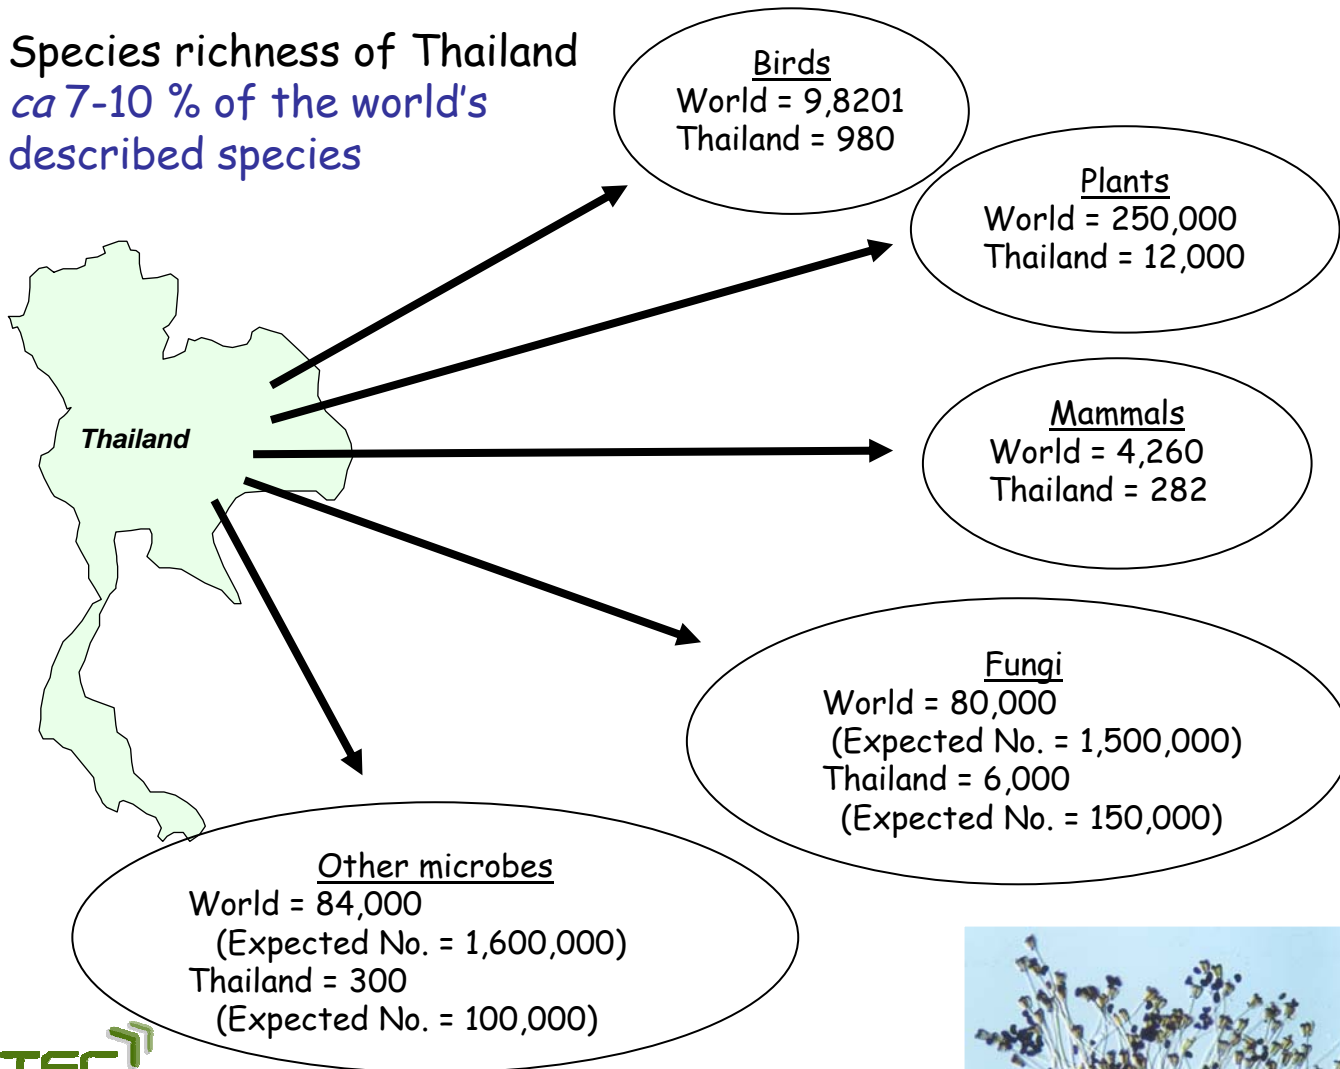 Species richness of Thailand
ca 7-10 % of the world's
described species
Birds
World = 9,8201
Thailand = 980
Plants
World = 250,000
Thailand = 12,000
Mammals
World = 4,260
Thailand = 282
Thailand
Fungi
World = 80,000
(Expected No. = 1,500,000)
Thailand = 6,000
(Expected No. = 150,000)
Other microbes
World = 84,000
(Expected No. = 1,600,000)
Thailand = 300
(Expected No. = 100,000)